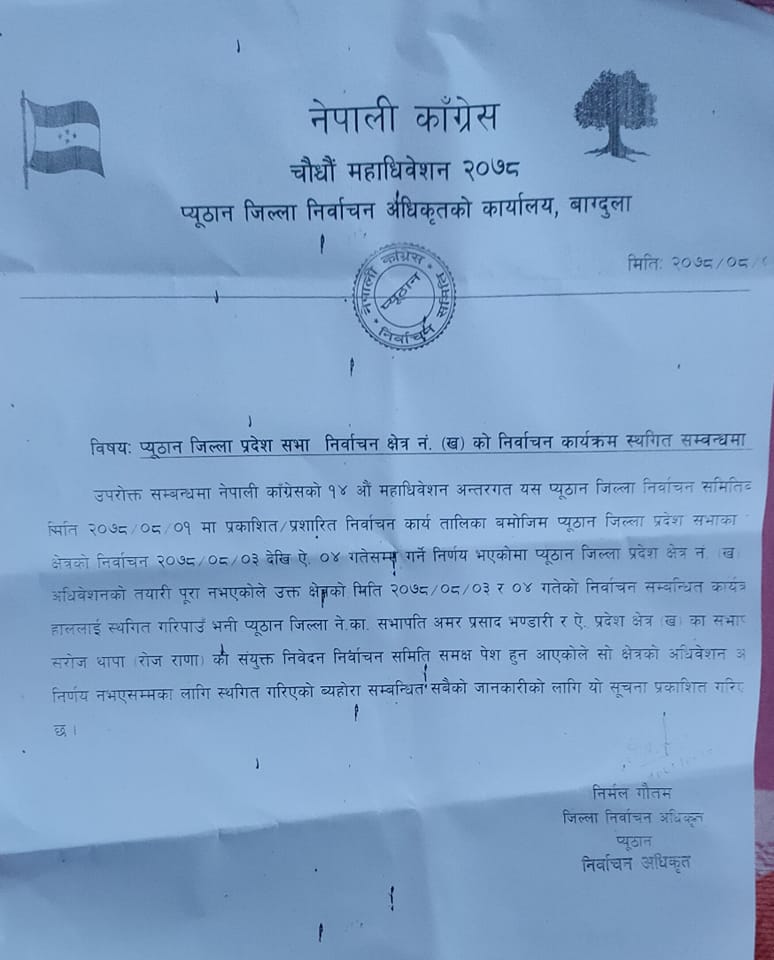 नेपाली काँग्रेस
चौधौं महाधिवेशन २०७८
प्यूठान जिल्ला निर्वाचन अधिकृतको कार्यालय, बाग्दुला
मिति: २०७८/०८/
नेपाली काँग्रेस
प्यूठान
निर्वाचन
विषय: प्यूठान जिल्ला प्रदेश सभा निर्वाचन क्षेत्र नं. (ख) को निर्वाचन कार्यक्रम स्थगित सम्बन्धमा
उपरोक्त सम्बन्धमा नेपाली काँग्रेसको १४ औं महाधिवेशन अन्तरगत यस प्यूठान जिल्ला निर्वाचन
मिति २०७८/०८/०१ मा प्रकाशित/प्रशारित निर्वाचन कार्य तालिका बमोजिम प्यूठान जिल्ला प्रदेश सभाका
क्षेत्रको निर्वाचन २०७८/०८/०३ देखि ऐ. ०४ गतेसम्म गर्ने निर्णय भएकोमा प्यूठान जिल्ला प्रदेश क्षेत्र नं. (ख)
अधिवेशनको तयारी पूरा नभएकोले उक्त क्षेत्रको मिति २०७८/०८/०३ र ०४ गतेको निर्वाचन सम्बन्धित
हाललाई स्थगित गरिपाउँ भनी प्यूठान जिल्ला ने.का. सभापति अमर प्रसाद भण्डारी र ऐ. प्रदेश क्षेत्र (ख) का
सरोज थापा (रोज राणा) को संयुक्त निवेदन निर्वाचन समिति समक्ष पेश हुन आएकोले सो क्षेत्रको अधिवेशन
निर्णय नभएसम्मका लागि स्थगित गरिएको ब्यहोरा सम्बन्धित सबैको जानकारीको लागि यो सूचना प्रकाशित
छ ।
निर्मल गौतम
जिल्ला निर्वाचन अधिकृत
प्यूठान
निर्वाचन अधिकृत